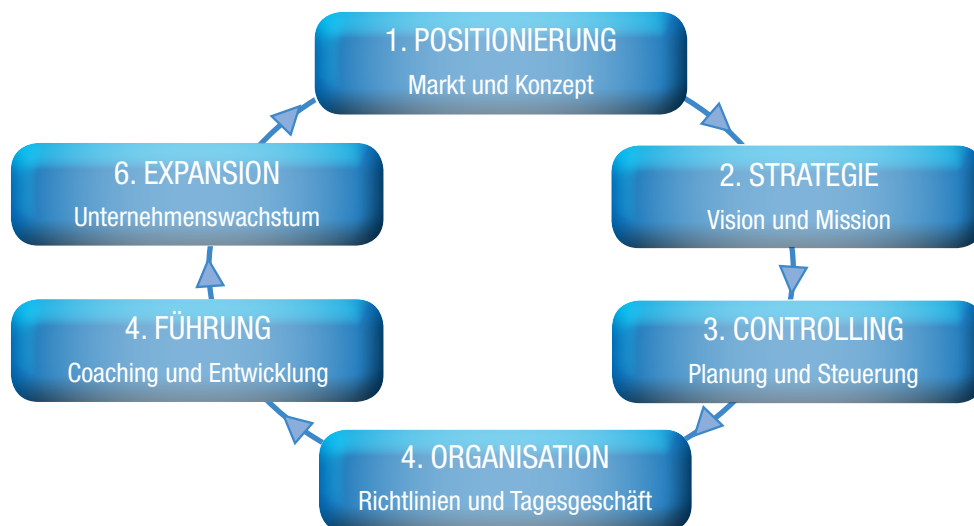 1. POSITIONIERUNG
Markt und Konzept
2. STRATEGIE
Vision und Mission
3. CONTROLLING
Planung und Steuerung
4. ORGANISATION
Richtlinien und Tagesgeschäft
4. FÜHRUNG
Coaching und Entwicklung
6. EXPANSION
Unternehmenswachstum